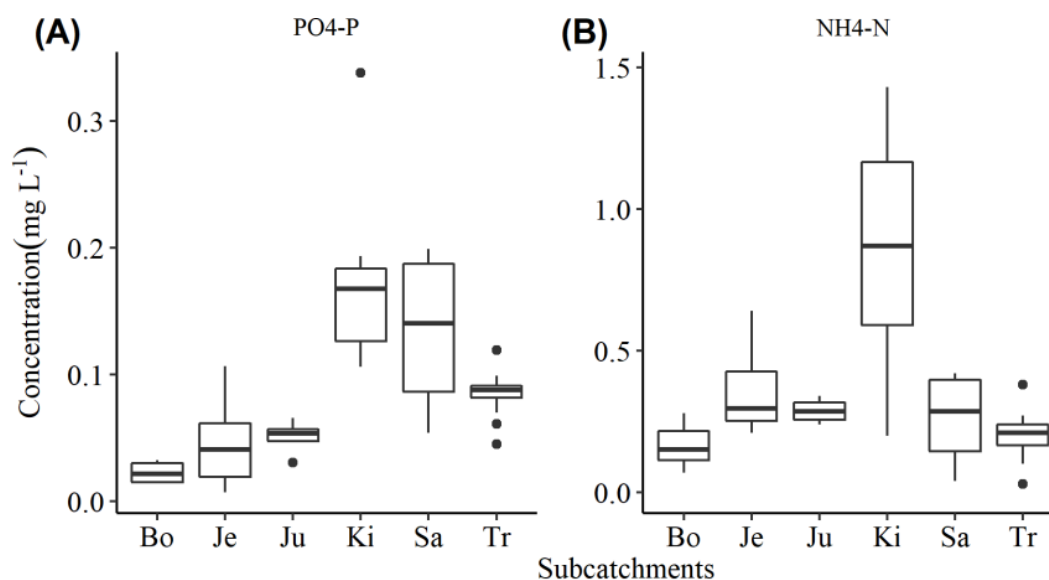 (A) PO4-P
Concentration(mg L⁻¹)
0.3
0.2
0.1
0.0
Bo Je Ju Ki Sa Tr
(B) NH4-N
1.5
1.0
0.5
0.0
Bo Je Ju Ki Sa Tr
Subcatchments